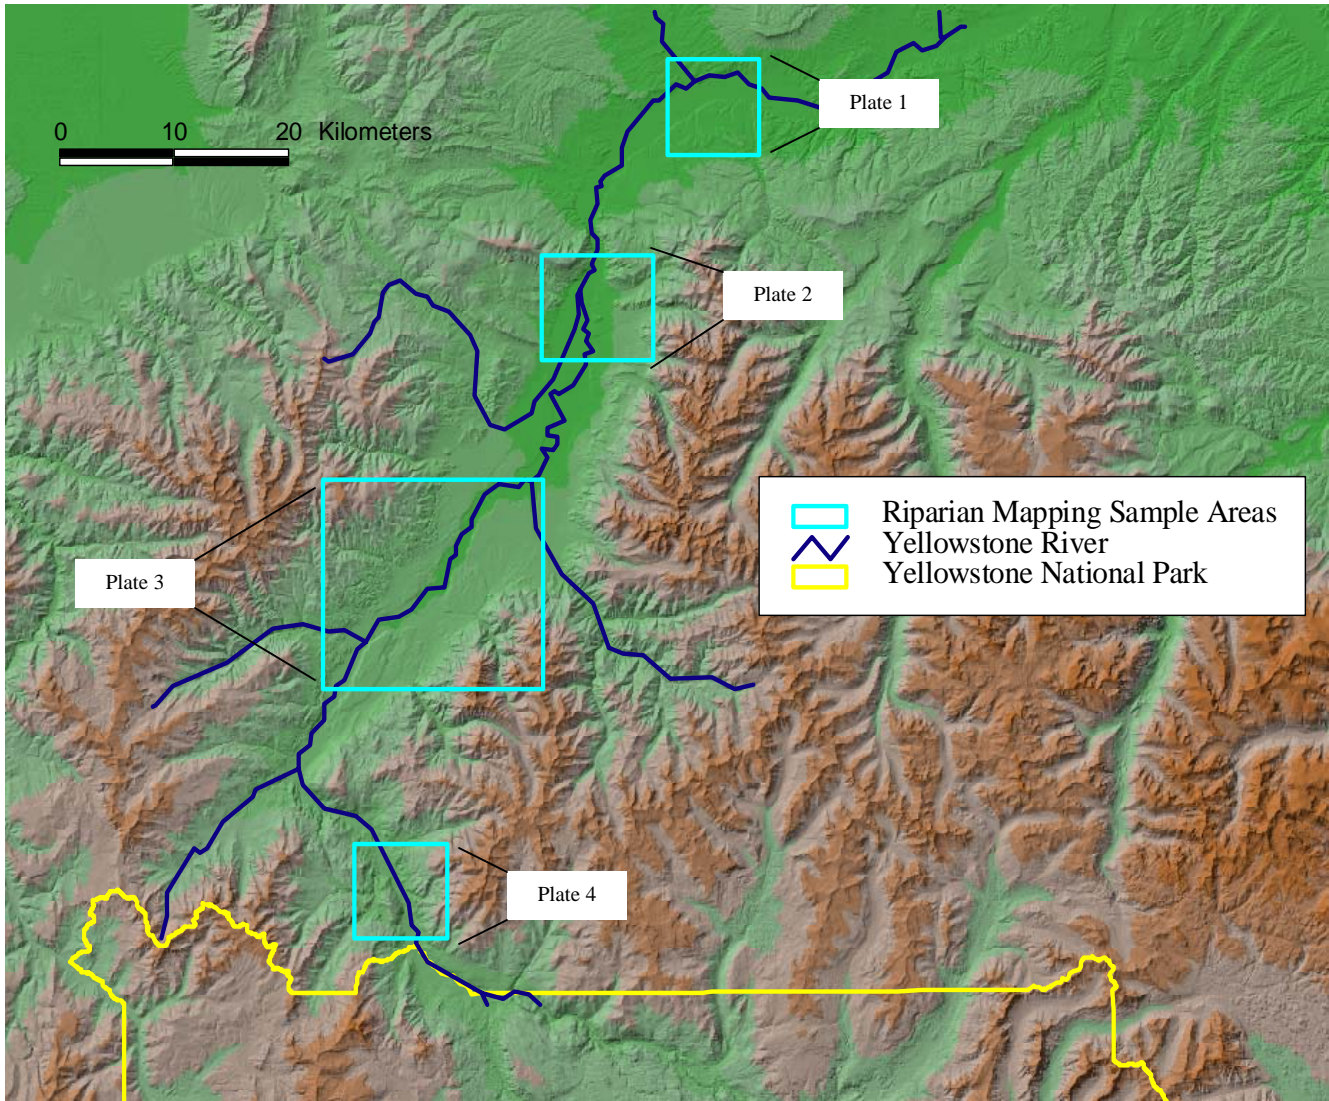 Plate 1
0 10 20 Kilometers
Plate 2
Riparian Mapping Sample Areas
Yellowstone River
Yellowstone National Park
Plate 3
Plate 4